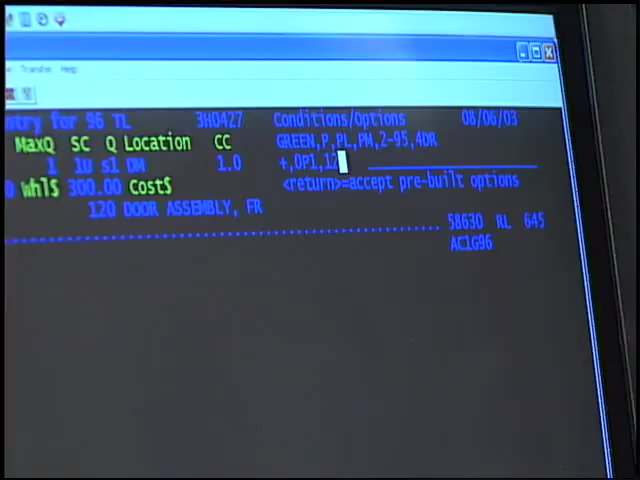 Transfer Help
ntry for 96 TL 3H0427 Conditions/Options 08/06/03
MaxQ SC Q Location CC GREEN,P,PL,PM,2-95,4DR
1 1U s1 DM 1.0 +,OP1,12
0 Whl$ 300.00 Cost$ <return>=accept pre-built options
120 DOOR ASSEMBLY, FR
58630 RL 645
AC1G96